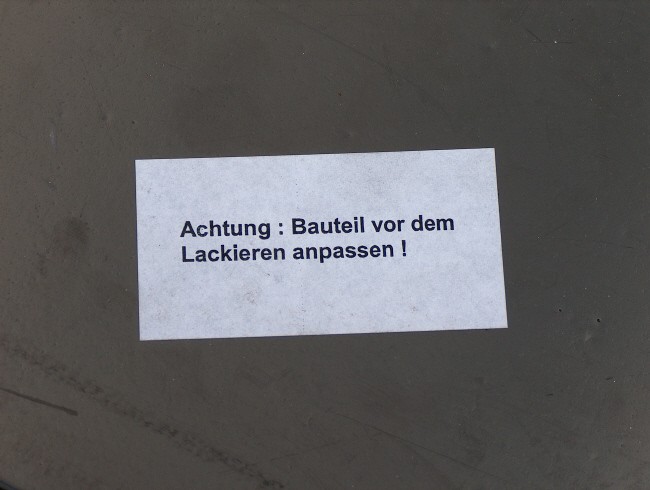 Achtung : Bauteil vor dem
Lackieren anpassen !